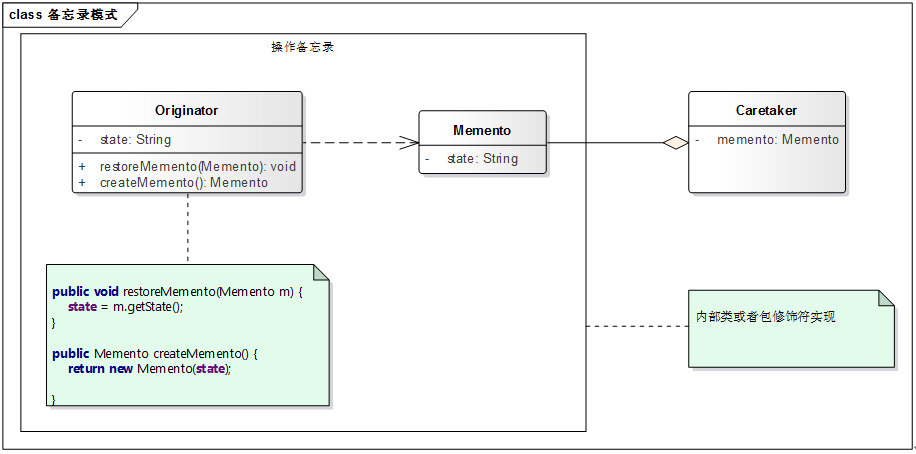 class 备忘录模式
操作备忘录
Originator
- state: String
+ restoreMemento(Memento): void
+ createMemento(): Memento
Memento
- state: String
Caretaker
- memento: Memento
public void restoreMemento(Memento m) {
state = m.getState();
}
public Memento createMemento() {
return new Memento(state);
}
内部类或者包修饰符实现